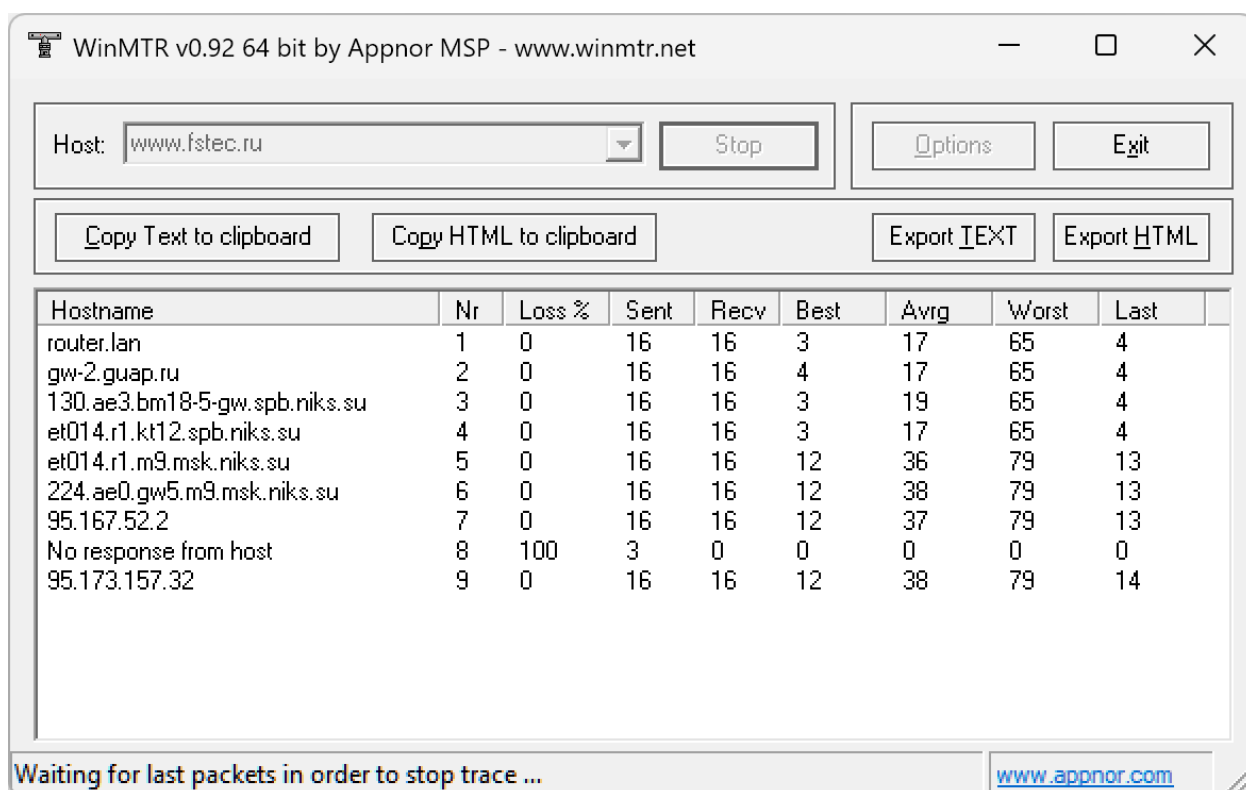 WinMTR v0.92 64 bit by Appnor MSP - www.winmtr.net
Host: www.fstec.ru Stop Options Exit
Copy Text to clipboard Copy HTML to clipboard Export TEXT Export HTML
Hostname Nr Loss % Sent Recv Best Avrg Worst Last
router.lan 1 0 16 16 3 17 65 4
gw-2.guap.ru 2 0 16 16 4 17 65 4
130.ae3.bm18-5-gw.spb.niks.su 3 0 16 16 3 19 65 4
et014.r1.kt12.spb.niks.su 4 0 16 16 3 17 65 4
et014.r1.m9.msk.niks.su 5 0 16 16 12 36 79 13
224.ae0.gw5.m9.msk.niks.su 6 0 16 16 12 38 79 13
95.167.52.2 7 0 16 16 12 37 79 13
No response from host 8 100 3 0 0 0 0 0
95.173.157.32 9 0 16 16 12 38 79 14
Waiting for last packets in order to stop trace ... www.appnor.com